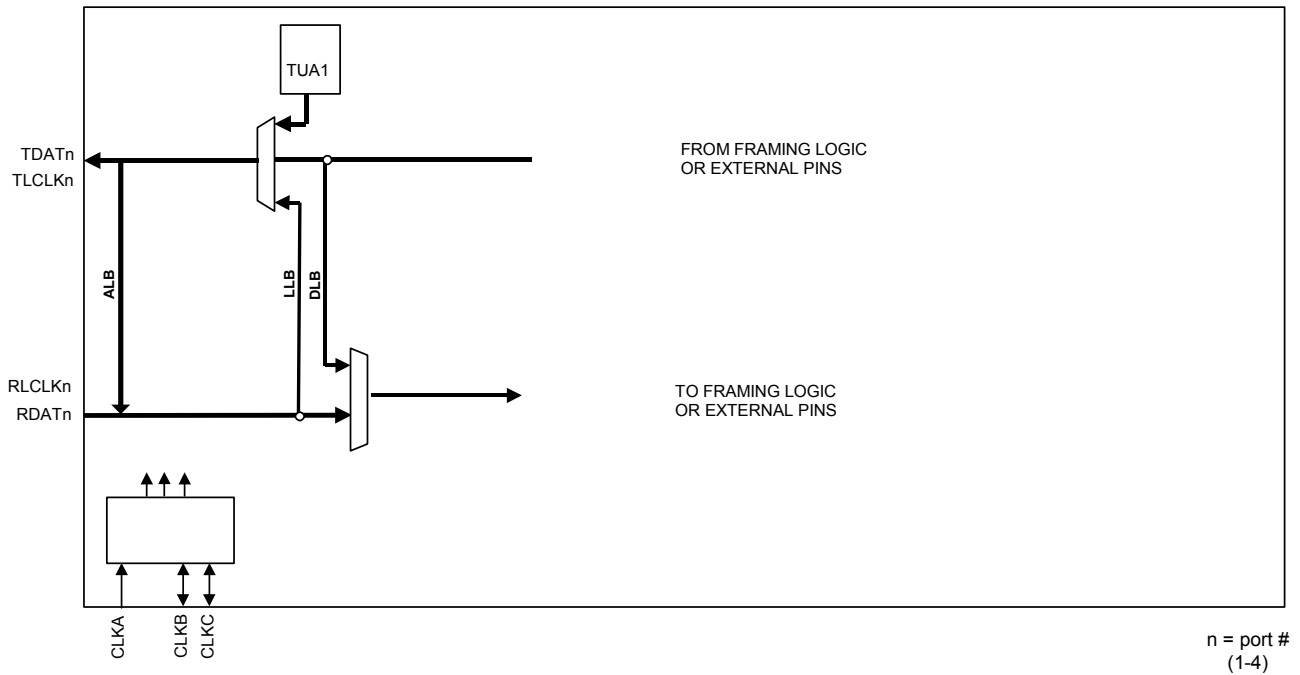 TUA1
TDATn
TLCLKn
FROM FRAMING LOGIC
OR EXTERNAL PINS
ALB
LLB
DLB
RLCLKn
RDATn
TO FRAMING LOGIC
OR EXTERNAL PINS
CLKA
CLKB
CLKC
n = port #
(1-4)